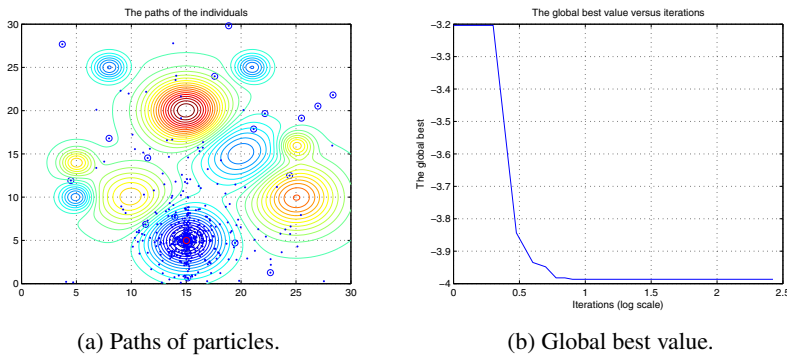 The paths of the individuals
30
25
20
15
10
5
0
0 5 10 15 20 25 30
(a) Paths of particles.
The global best value versus iterations
The global best
−3.2
−3.3
−3.4
−3.5
−3.6
−3.7
−3.8
−3.9
−4
0 0.5 1 1.5 2 2.5
Iterations (log scale)
(b) Global best value.